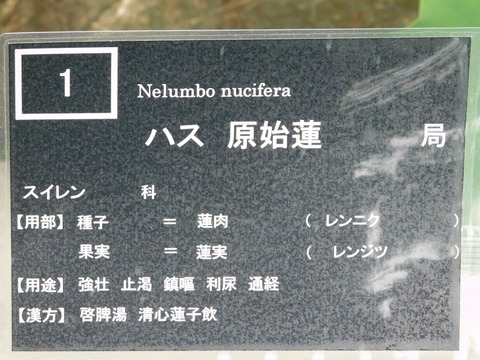 1
Nelumbo nucifera
ハス 原始蓮 局
スイレン 科
【用部】 種子 ＝ 蓮肉 ( レンニク )
果実 ＝ 蓮実 ( レンジツ )
【用途】 強壮 止渇 鎮嘔 利尿 通経
【漢方】 啓脾湯 清心蓮子飲